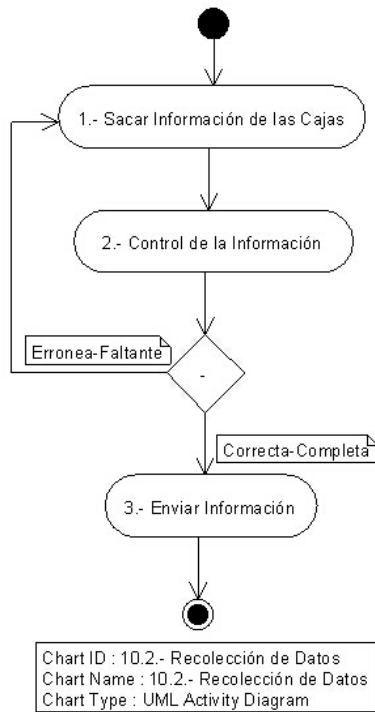 1.- Sacar Información de las Cajas
2.- Control de la Información
Erronea-Faltante
-
Correcta-Completa
3.- Enviar Información
Chart ID : 10.2.- Recolección de Datos
Chart Name : 10.2.- Recolección de Datos
Chart Type : UML Activity Diagram